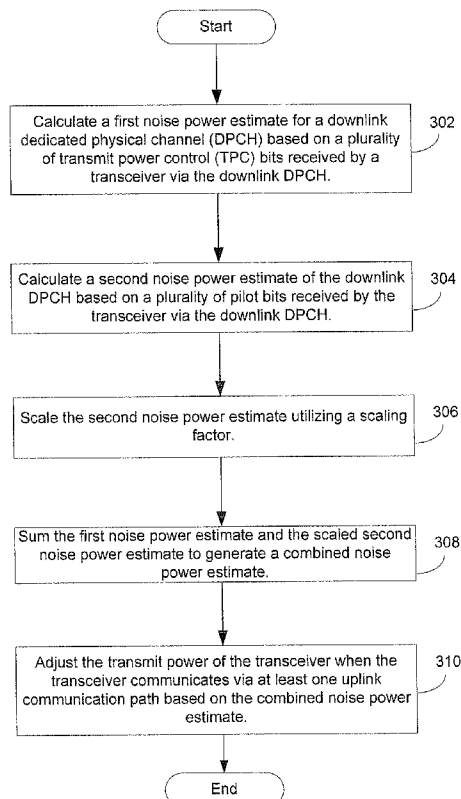 Start
Calculate a first noise power estimate for a downlink
dedicated physical channel (DPCH) based on a plurality
of transmit power control (TPC) bits received by a
transceiver via the downlink DPCH.
302
Calculate a second noise power estimate of the downlink
DPCH based on a plurality of pilot bits received by the
transceiver via the downlink DPCH.
304
Scale the second noise power estimate utilizing a scaling
factor.
306
Sum the first noise power estimate and the scaled second
noise power estimate to generate a combined noise
power estimate.
308
Adjust the transmit power of the transceiver when the
transceiver communicates via at least one uplink
communication path based on the combined noise power
estimate.
310
End